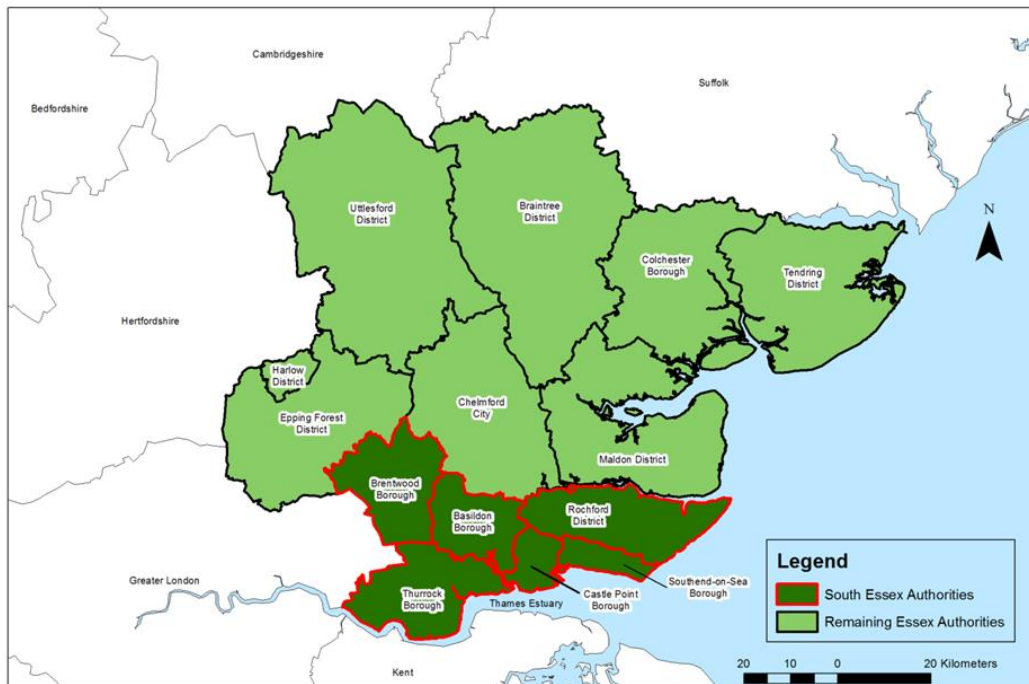 Cambridgeshire
Bedfordshire
Suffolk
Uttlesford
District
Braintree
District
N
Colchester
Borough
Tendring
District
Hertfordshire
Harlow
District
Epping Forest
District
Chelmford
City
Maldon District
Brentwood
Borough
Basildon
Borough
Rochford
District
Greater London
Thurrock
Borough
Thames Estuary
Castle Point
Borough
Southend-on-Sea
Borough
Kent
Legend
South Essex Authorities
Remaining Essex Authorities
20 10 0 20 Kilometers